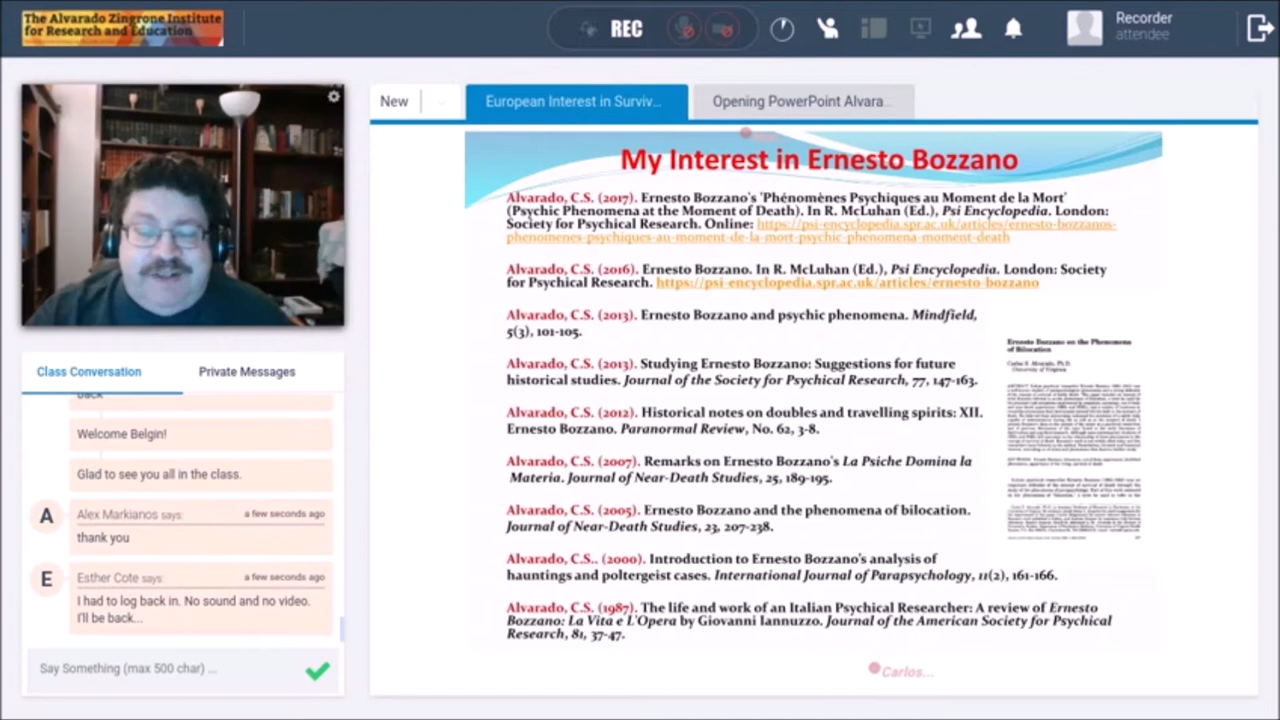 The Alvarado Zingrone Institute
for Research and Education
REC
Recorder
attendee
New
European Interest in Surviv...
Opening PowerPoint Alvara...
Class Conversation
Private Messages
back
Welcome Belgin!
Glad to see you all in the class.
A
Alex Markianos says:
a few seconds ago
thank you
E
Esther Cote says:
a few seconds ago
I had to log back in. No sound and no video.
I'll be back...
Say Something (max 500 char) ...
My Interest in Ernesto Bozzano
Alvarado, C.S. (2017). Ernesto Bozzano's 'Phénomènes Psychiques au Moment de la Mort'
(Psychic Phenomena at the Moment of Death). In R. McLuhan (Ed.), Psi Encyclopedia. London:
Society for Psychical Research. Online: https://psi-encyclopedia.spr.ac.uk/articles/ernesto-bozzanos-
phenomenes-psychiques-au-moment-de-la-mort-psychic-phenomena-moment-death
Alvarado, C.S. (2016). Ernesto Bozzano. In R. McLuhan (Ed.), Psi Encyclopedia. London: Society
for Psychical Research. https://psi-encyclopedia.spr.ac.uk/articles/ernesto-bozzano
Alvarado, C.S. (2013). Ernesto Bozzano and psychic phenomena. Mindfield,
5(3), 101-105.
Alvarado, C.S. (2013). Studying Ernesto Bozzano: Suggestions for future
historical studies. Journal of the Society for Psychical Research, 77, 147-163.
Alvarado, C.S. (2012). Historical notes on doubles and travelling spirits: XII.
Ernesto Bozzano. Paranormal Review, No. 62, 3-8.
Alvarado, C.S. (2007). Remarks on Ernesto Bozzano's La Psiche Domina la
Materia. Journal of Near-Death Studies, 25, 189-195.
Alvarado, C.S. (2005). Ernesto Bozzano and the phenomena of bilocation.
Journal of Near-Death Studies, 23, 207-238.
Alvarado, C.S.. (2000). Introduction to Ernesto Bozzano's analysis of
hauntings and poltergeist cases. International Journal of Parapsychology, 11(2), 161-166.
Alvarado, C.S. (1987). The life and work of an Italian Psychical Researcher: A review of Ernesto
Bozzano: La Vita e L'Opera by Giovanni Iannuzzo. Journal of the American Society for Psychical
Research, 81, 37-47.
Ernesto Bozzano on the Phenomena
of Bilocation
Carlos S. Alvarado, Ph.D.
University of Virginia
Carlos...